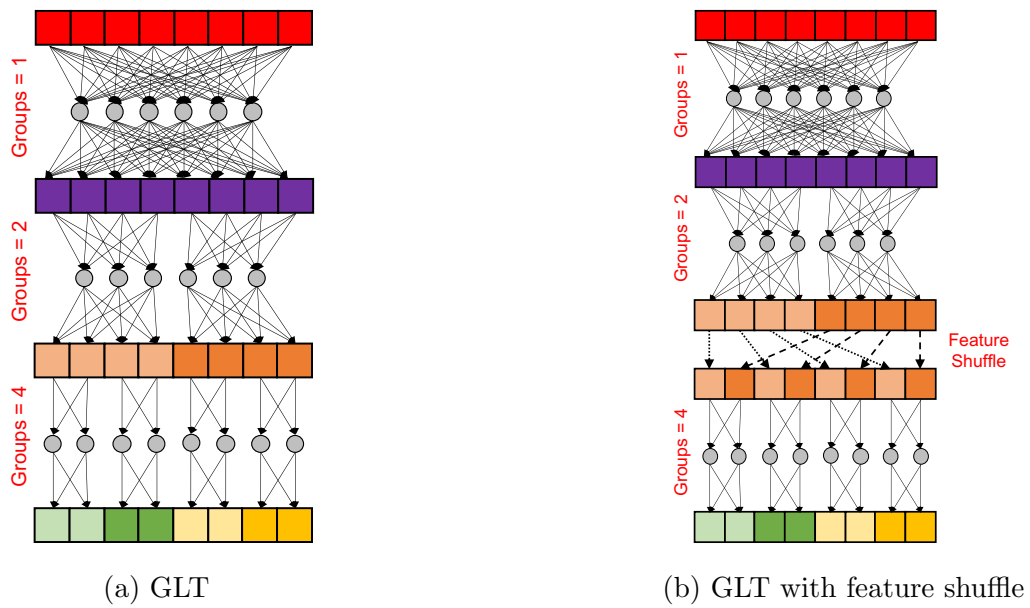 Groups = 1
Groups = 2
Groups = 4
(a) GLT
Groups = 1
Groups = 2
Feature
Shuffle
Groups = 4
(b) GLT with feature shuffle